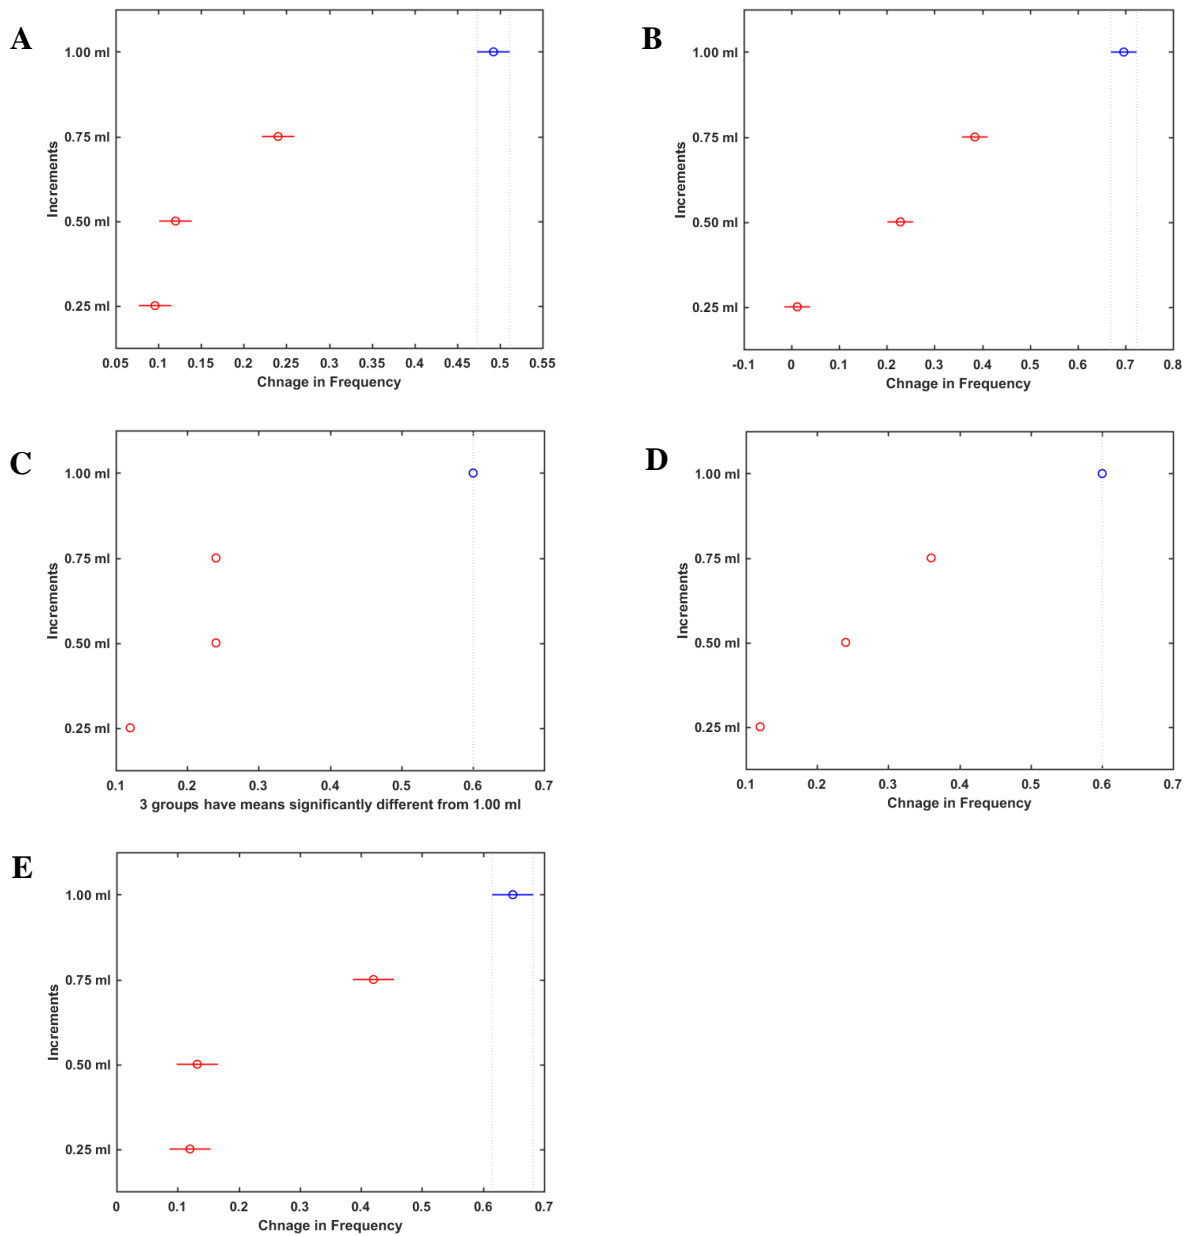 A
1.00 ml
0.75 ml
0.50 ml
0.25 ml
Increments
0.05 0.1 0.15 0.2 0.25 0.3 0.35 0.4 0.45 0.5 0.55
Chnage in Frequency
B
1.00 ml
0.75 ml
0.50 ml
0.25 ml
Increments
-0.1 0 0.1 0.2 0.3 0.4 0.5 0.6 0.7 0.8
Chnage in Frequency
C
1.00 ml
0.75 ml
0.50 ml
0.25 ml
Increments
0.1 0.2 0.3 0.4 0.5 0.6 0.7
3 groups have means significantly different from 1.00 ml
D
1.00 ml
0.75 ml
0.50 ml
0.25 ml
Increments
0.1 0.2 0.3 0.4 0.5 0.6 0.7
Chnage in Frequency
E
1.00 ml
0.75 ml
0.50 ml
0.25 ml
Increments
0 0.1 0.2 0.3 0.4 0.5 0.6 0.7
Chnage in Frequency